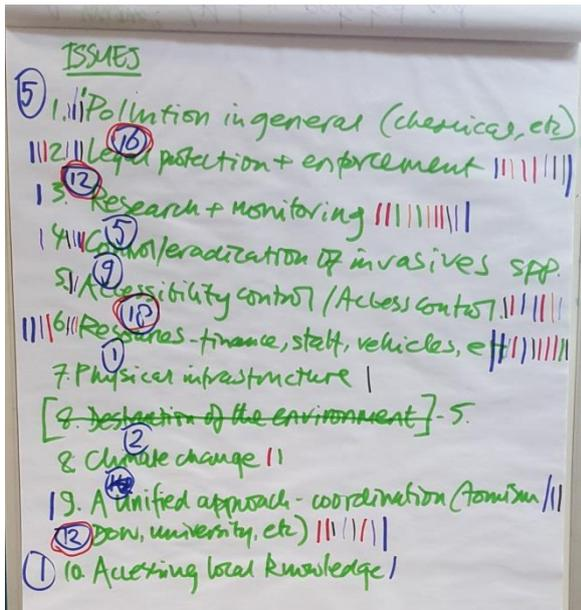 ISSUES
5 1. Pollution in general (chemical, etc)
2. Legal protection + enforcement
16
3. Research + monitoring
12
4. Control/eradication of invasives spp.
5
5. Accessibility control / Access control
9
6. Resources - finance, staff, vehicles, etc
18
7. Physical infrastructure
1
[8. Destruction of the environment] - 5.
8. Climate change
2
9. A unified approach - coordination (tourism
12 university, etc)
1 10. Accessing local knowledge